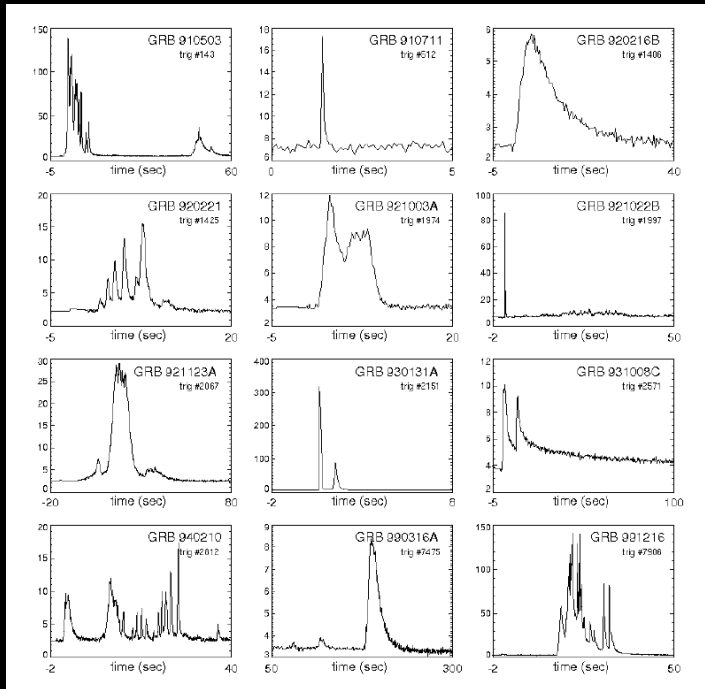 GRB 910503
trig #143
150
100
50
0
-5
time (sec)
60
GRB 910711
trig #512
18
16
14
12
10
8
6
-5
time (sec)
5
GRB 920216B
trig #1406
6
5
4
3
2
-5
time (sec)
40
GRB 920221
trig #1425
20
15
10
5
0
-5
time (sec)
20
GRB 921003A
trig #1974
12
10
8
6
4
2
-5
time (sec)
20
GRB 921022B
trig #1997
100
80
60
40
20
0
-2
time (sec)
50
GRB 921123A
trig #2067
30
25
20
15
10
5
0
-20
time (sec)
80
GRB 930131A
trig #2151
400
300
200
100
0
-5
time (sec)
GRB 931008C
trig #2571
12
10
8
6
4
2
-5
time (sec)
100
GRB 940210
trig #2812
20
15
10
5
0
-2
time (sec)
40
GRB 990316A
trig #7475
9
8
7
6
5
4
3
50
time (sec)
300
GRB 991216
trig #7906
150
100
50
0
-2
time (sec)
50